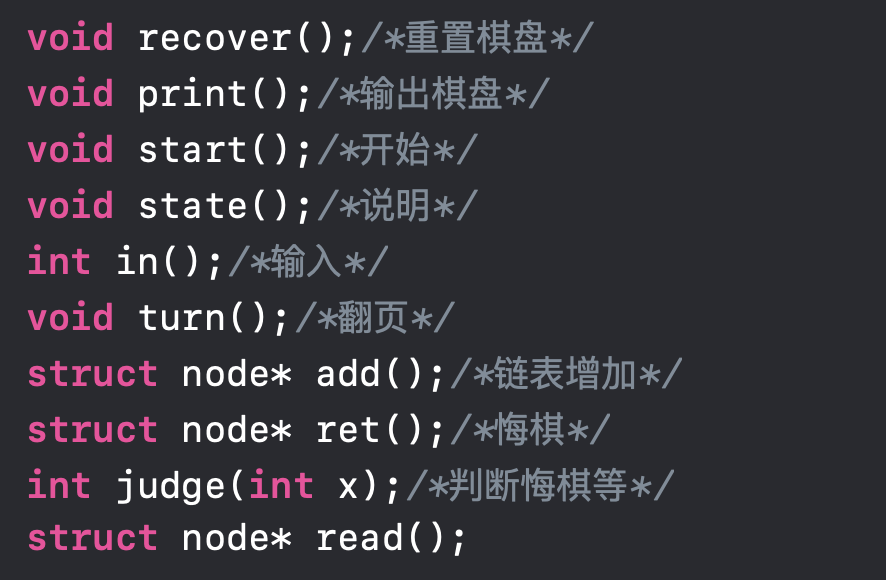 void recover();/*重置棋盘*/
void print();/*输出棋盘*/
void start();/*开始*/
void state();/*说明*/
int in();/*输入*/
void turn();/*翻页*/
struct node* add();/*链表增加*/
struct node* ret();/*悔棋*/
int judge(int x);/*判断悔棋等*/
struct node* read();